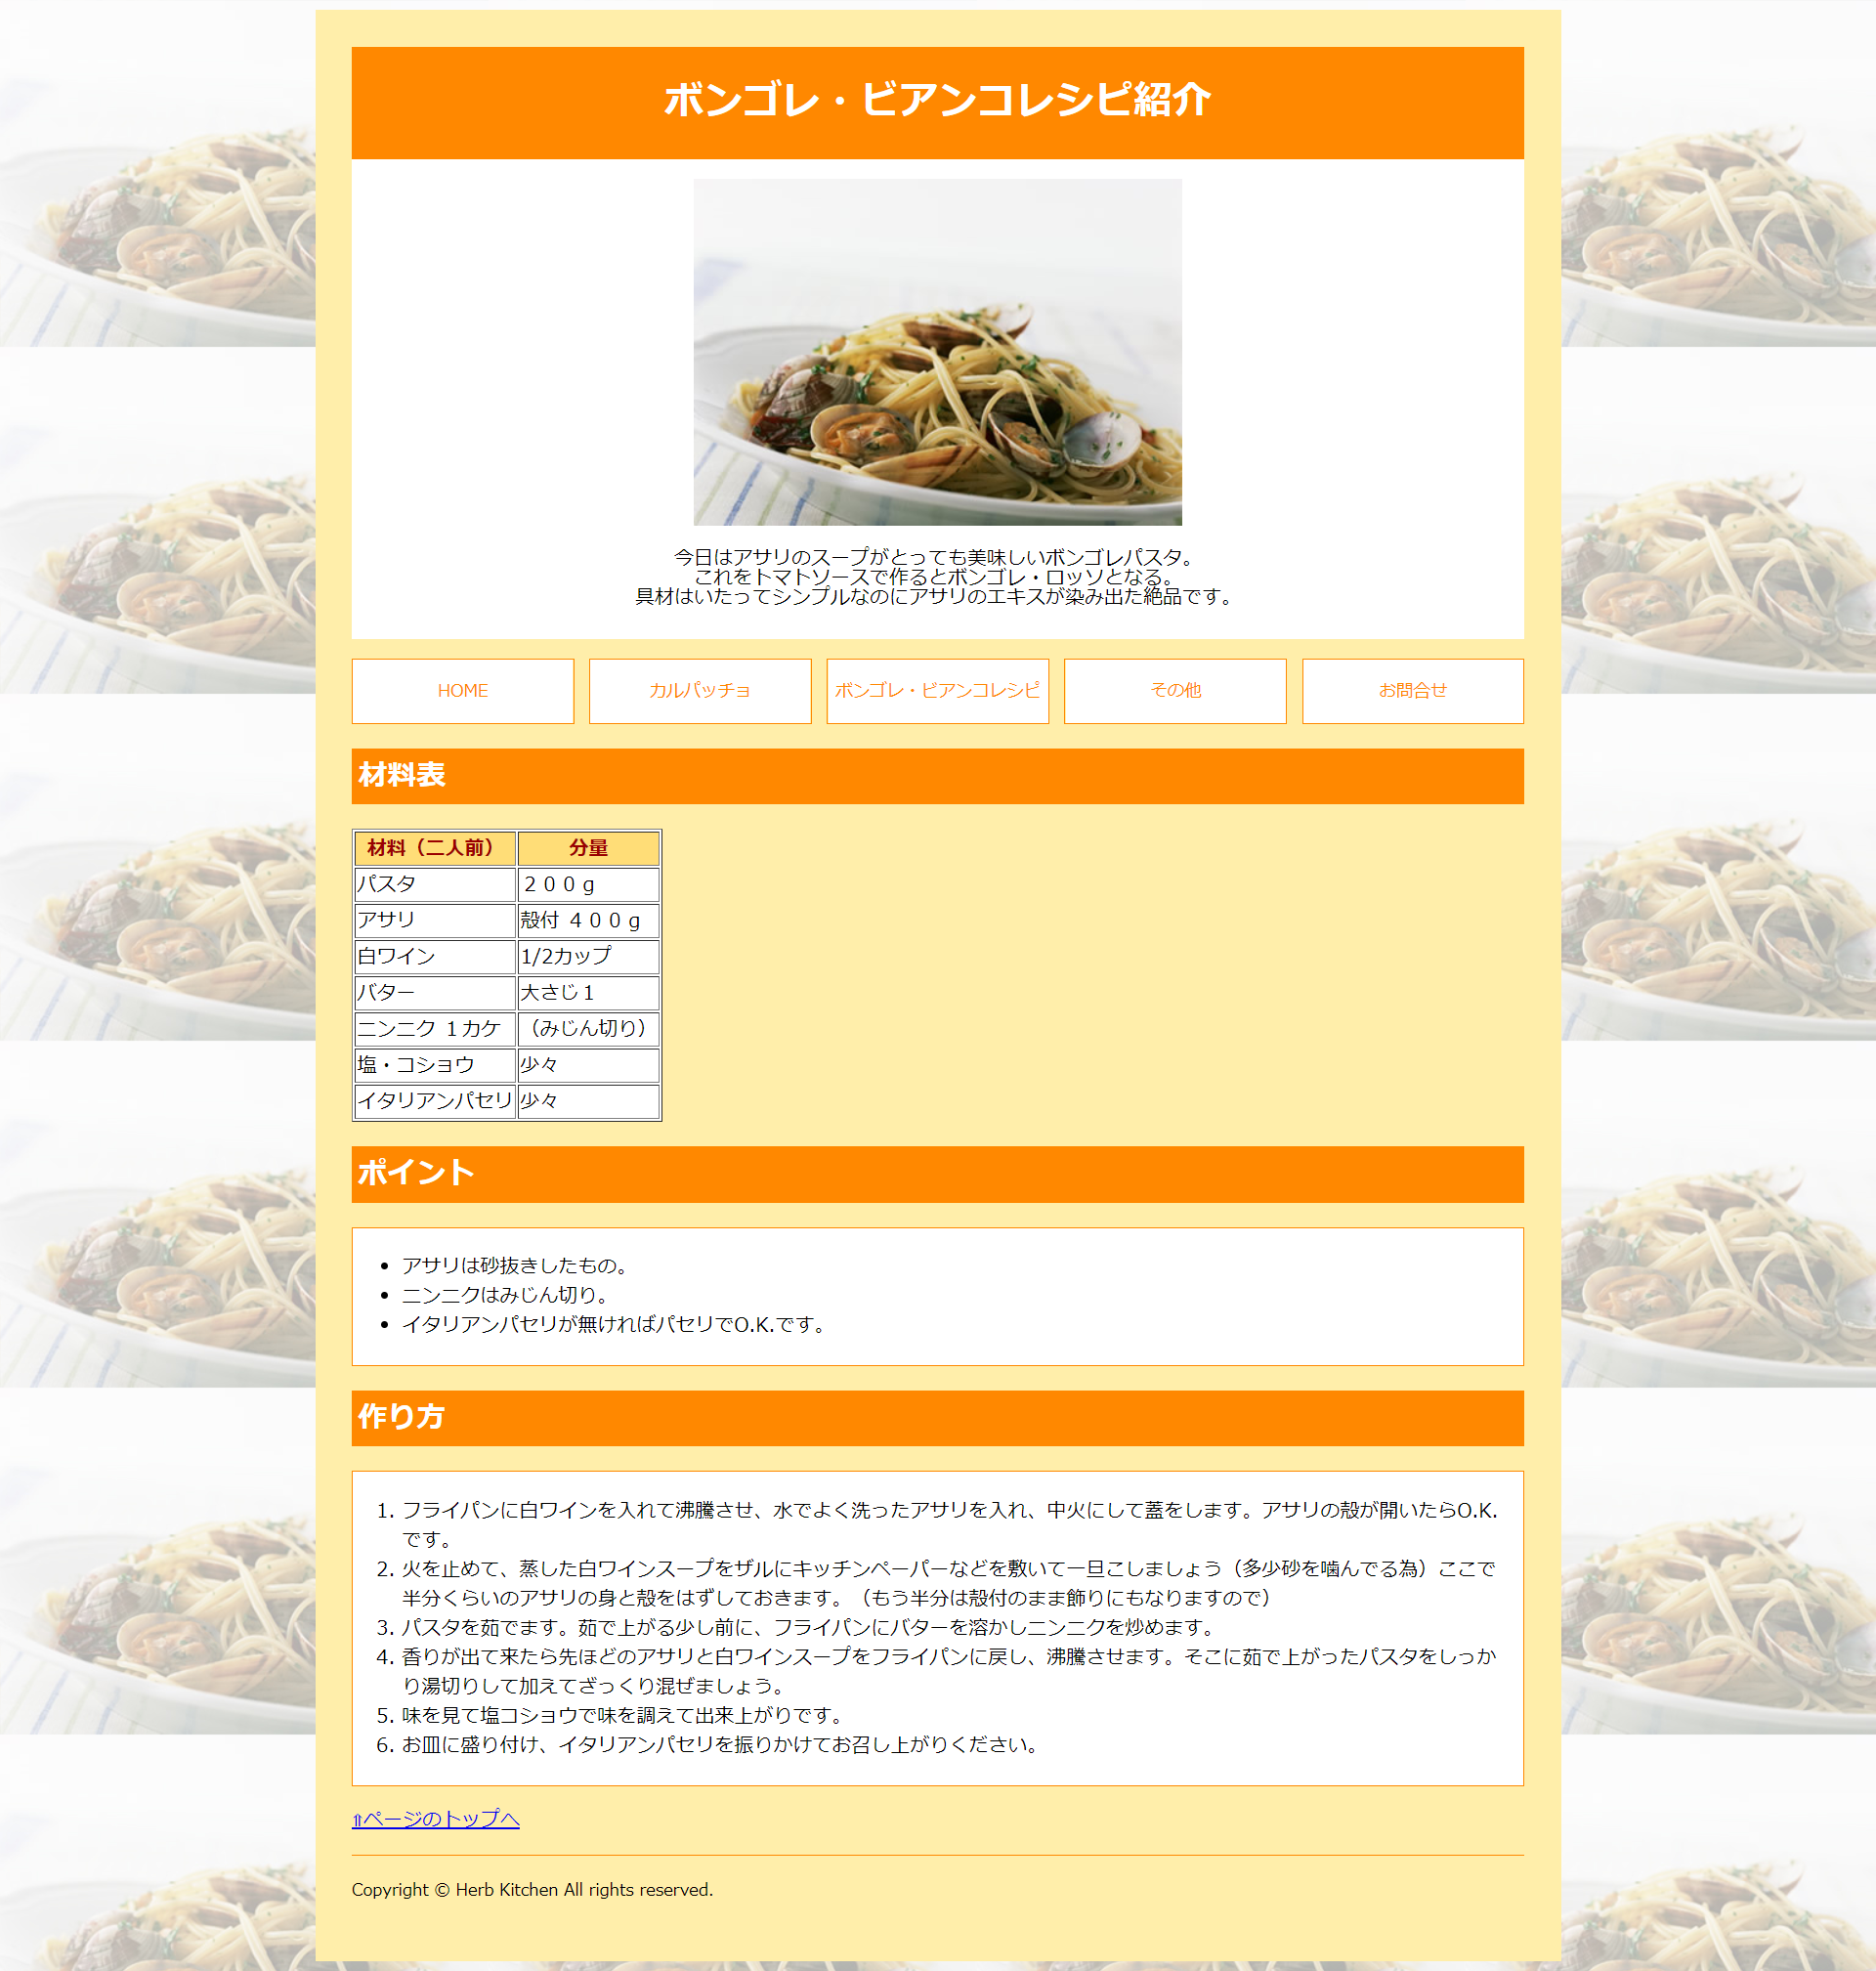 ボンゴレ・ビアンコレシピ紹介
今日はアサリのスープがとっても美味しいボンゴレパスタ。
これをトマトソースで作るとボンゴレ・ロッソとなる。
具材はいたってシンプルなのにアサリのエキスが染み出た絶品です。
HOME カルパッチョ ボンゴレ・ビアンコレシピ その他 お問合せ
材料表
材料（二人前） 分量
パスタ ２００ｇ
アサリ 殻付 ４００ｇ
白ワイン 1/2カップ
バター 大さじ１
ニンニク １カケ （みじん切り）
塩・コショウ 少々
イタリアンパセリ 少々
ポイント
• アサリは砂抜きしたもの。
• ニンニクはみじん切り。
• イタリアンパセリが無ければパセリでO.K.です。
作り方
1. フライパンに白ワインを入れて沸騰させ、水でよく洗ったアサリを入れ、中火にして蓋をします。アサリの殻が開いたらO.K.
です。
2. 火を止めて、蒸した白ワインスープをザルにキッチンペーパーなどを敷いて一旦こしましょう（多少砂を噛んでる為）ここで
半分くらいのアサリの身と殻をはずしておきます。（もう半分は殻付のまま飾りにもなりますので）
3. パスタを茹でます。茹で上がる少し前に、フライパンにバターを溶かしニンニクを炒めます。
4. 香りが出て来たら先ほどのアサリと白ワインスープをフライパンに戻し、沸騰させます。そこに茹で上がったパスタをしっか
り湯切りして加えてざっくり混ぜましょう。
5. 味を見て塩コショウで味を調えて出来上がりです。
6. お皿に盛り付け、イタリアンパセリを振りかけてお召し上がりください。
⇑ページのトップへ
Copyright © Herb Kitchen All rights reserved.